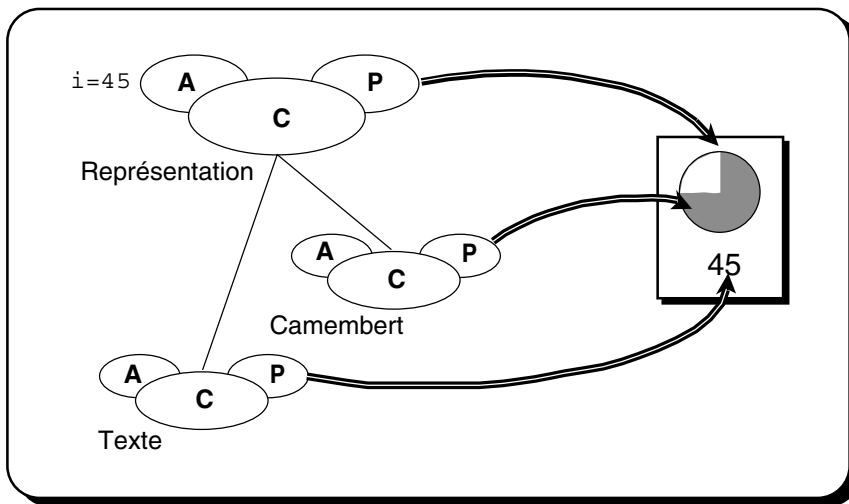 i=45 A P
C
Représentation
A P
C
45
Camembert
A P
C
Texte